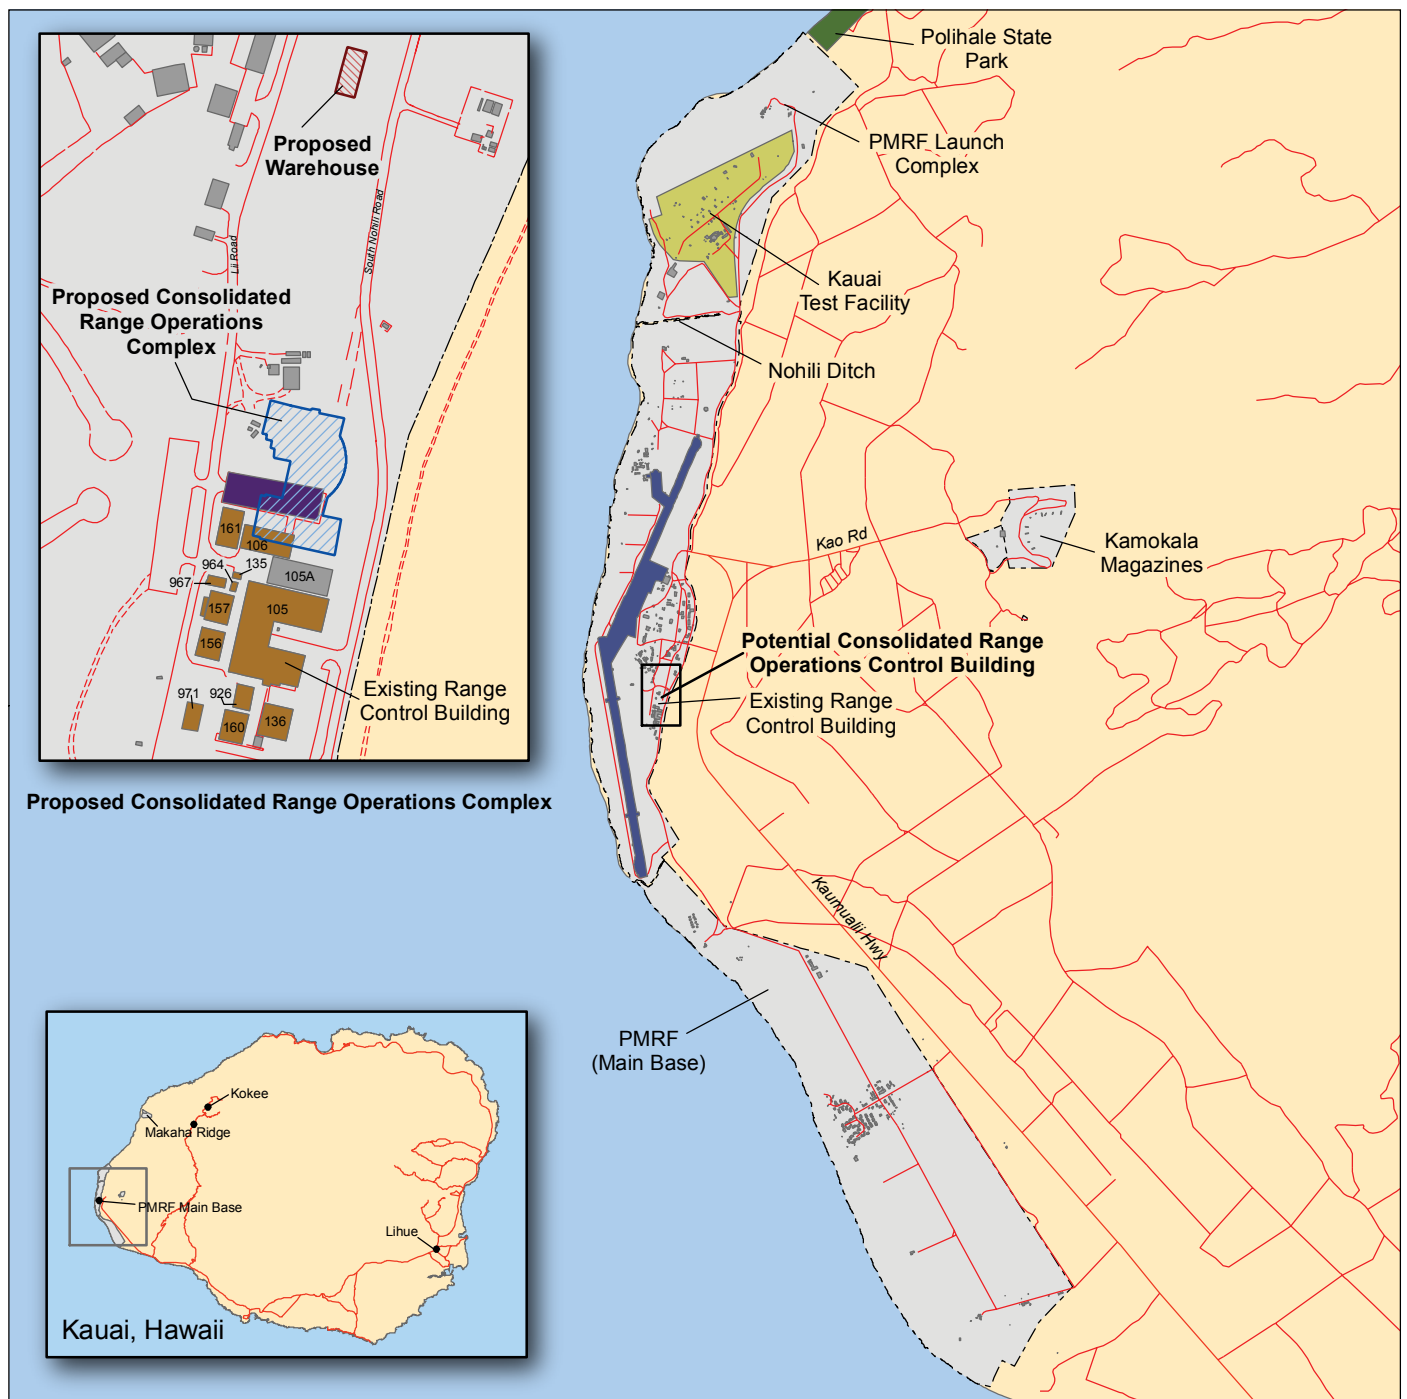 Proposed
Warehouse
Lii Road
South Nohili Road
Proposed Consolidated
Range Operations
Complex
161
106
964
135
967
105A
157
105
156
971
926
160
136
Existing Range
Control Building
Proposed Consolidated Range Operations Complex
Polihale State
Park
PMRF Launch
Complex
Kauai
Test Facility
Nohili Ditch
Kao Rd
Kamokala
Magazines
Potential Consolidated Range
Operations Control Building
Existing Range
Control Building
Kaumualii Hwy
PMRF
(Main Base)
Kokee
Makaha Ridge
PMRF Main Base
Lihue
Kauai, Hawaii